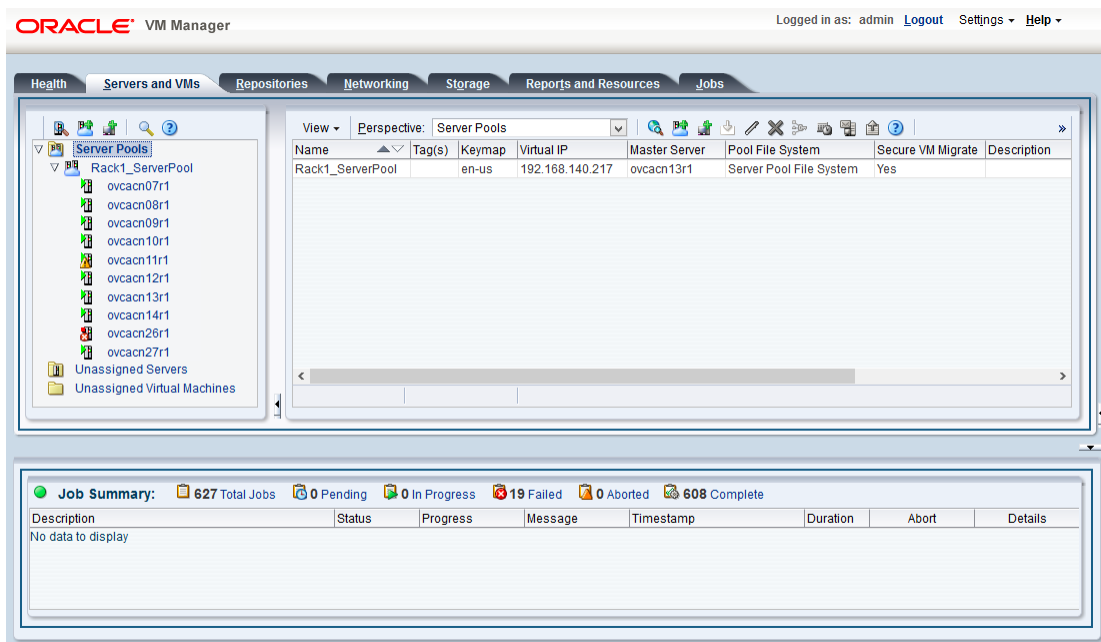 ORACLE VM Manager
Logged in as: admin Logout Settings Help
Health Servers and VMs Repositories Networking Storage Reports and Resources Jobs
Server Pools
Rack1_ServerPool
ovcacn07r1
ovcacn08r1
ovcacn09r1
ovcacn10r1
ovcacn11r1
ovcacn12r1
ovcacn13r1
ovcacn14r1
ovcacn26r1
ovcacn27r1
Unassigned Servers
Unassigned Virtual Machines
View Perspective: Server Pools
Name Tag(s) Keymap Virtual IP Master Server Pool File System Secure VM Migrate Description
Rack1_ServerPool en-us 192.168.140.217 ovcacn13r1 Server Pool File System Yes
Job Summary: 627 Total Jobs 0 Pending 0 In Progress 19 Failed 0 Aborted 608 Complete
Description Status Progress Message Timestamp Duration Abort Details
No data to display